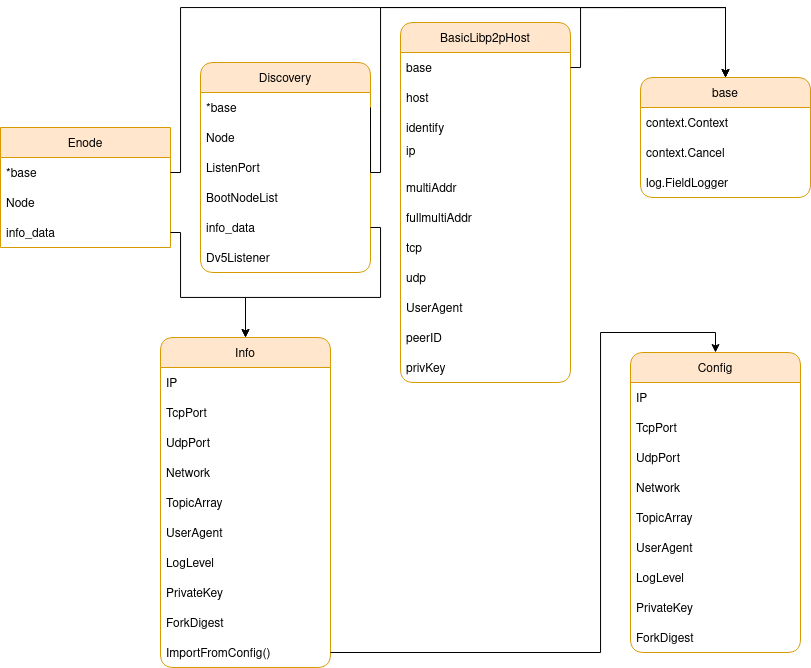 Enode
*base
Node
info_data
Discovery
*base
Node
ListenPort
BootNodeList
info_data
Dv5Listener
BasicLibp2pHost
base
host
identify
ip
multiAddr
fullmultiAddr
tcp
udp
UserAgent
peerID
privKey
base
context.Context
context.Cancel
log.FieldLogger
Info
IP
TcpPort
UdpPort
Network
TopicArray
UserAgent
LogLevel
PrivateKey
ForkDigest
ImportFromConfig()
Config
IP
TcpPort
UdpPort
Network
TopicArray
UserAgent
LogLevel
PrivateKey
ForkDigest